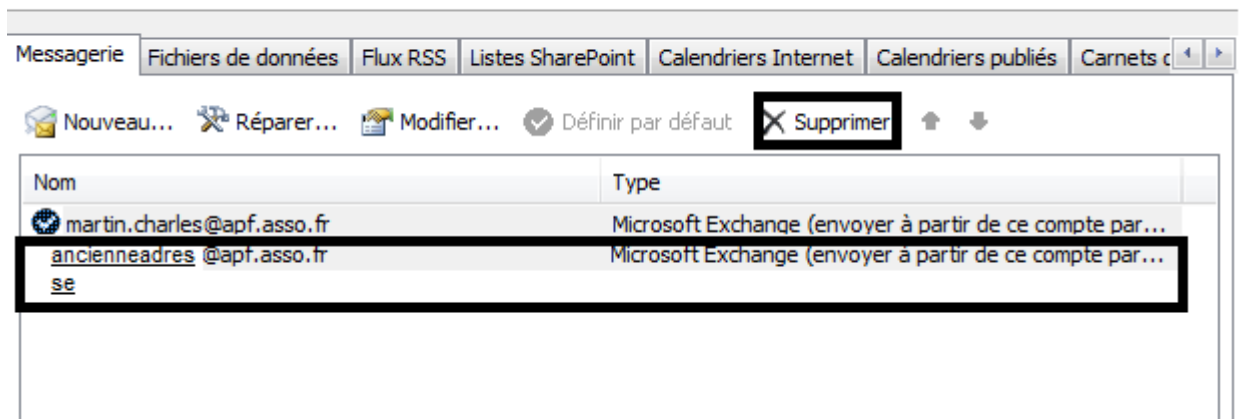 Messagerie Fichiers de données Flux RSS Listes SharePoint Calendriers Internet Calendriers publiés Carnets
Nouveau... Réparer... Modifier... Définir par défaut Supprimer
Nom Type
martin.charles@apf.asso.fr Microsoft Exchange (envoyer à partir de ce compte par...
ancienneadres @apf.asso.fr Microsoft Exchange (envoyer à partir de ce compte par...
se